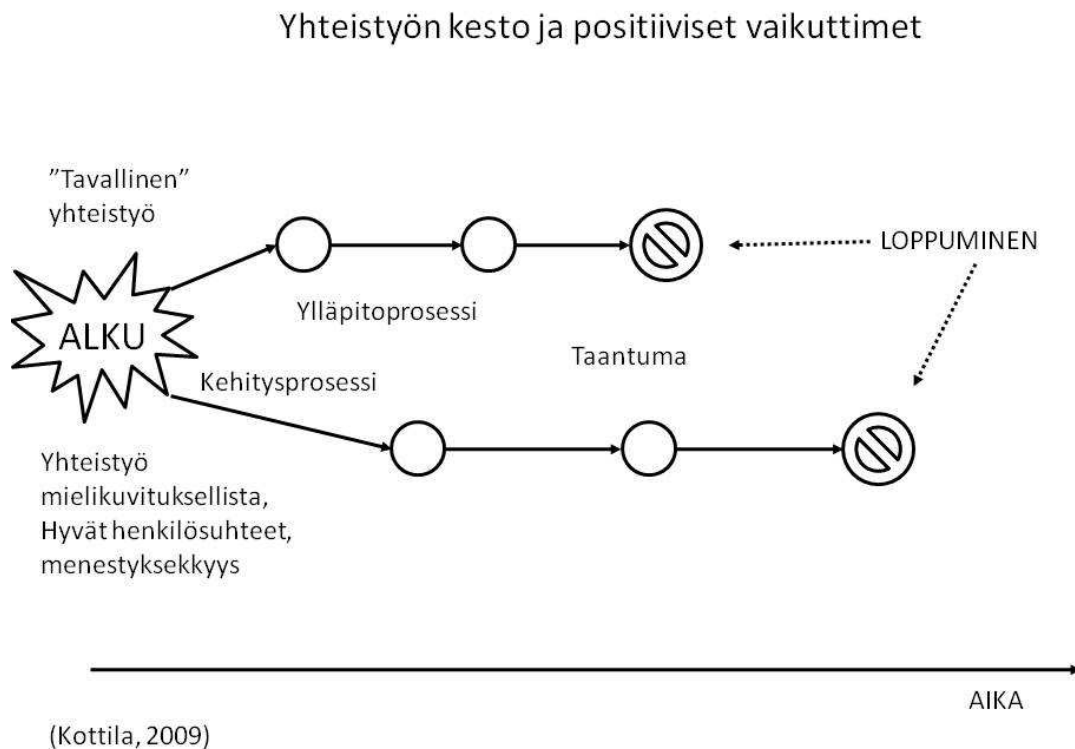 Yhteistyön kesto ja positiiviset vaikuttimet
”Tavallinen”
yhteistyö
LOPPUMINEN
Ylläpitoprosessi
ALKU
Taantuma
Kehitysprosessi
Yhteistyö
mielikuvituksellista,
Hyvät henkilösuhteet,
menestyksekkyys
AIKA
(Kottila, 2009)